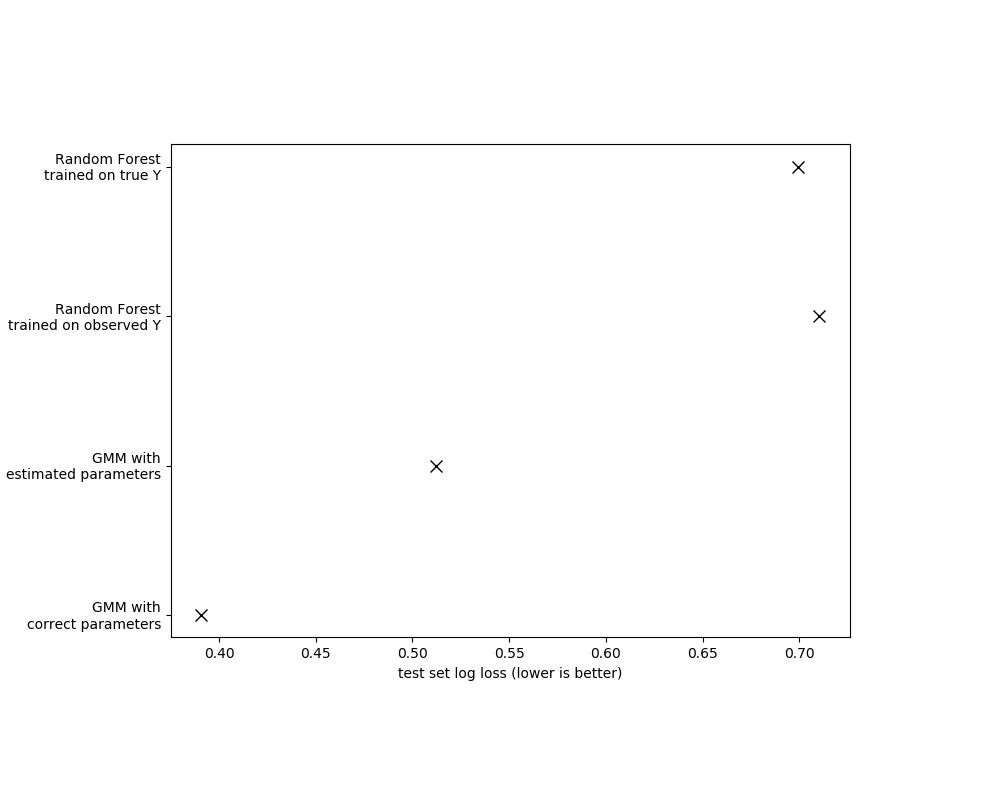 Random Forest
trained on true Y
Random Forest
trained on observed Y
GMM with
estimated parameters
GMM with
correct parameters
0.40 0.45 0.50 0.55 0.60 0.65 0.70
test set log loss (lower is better)